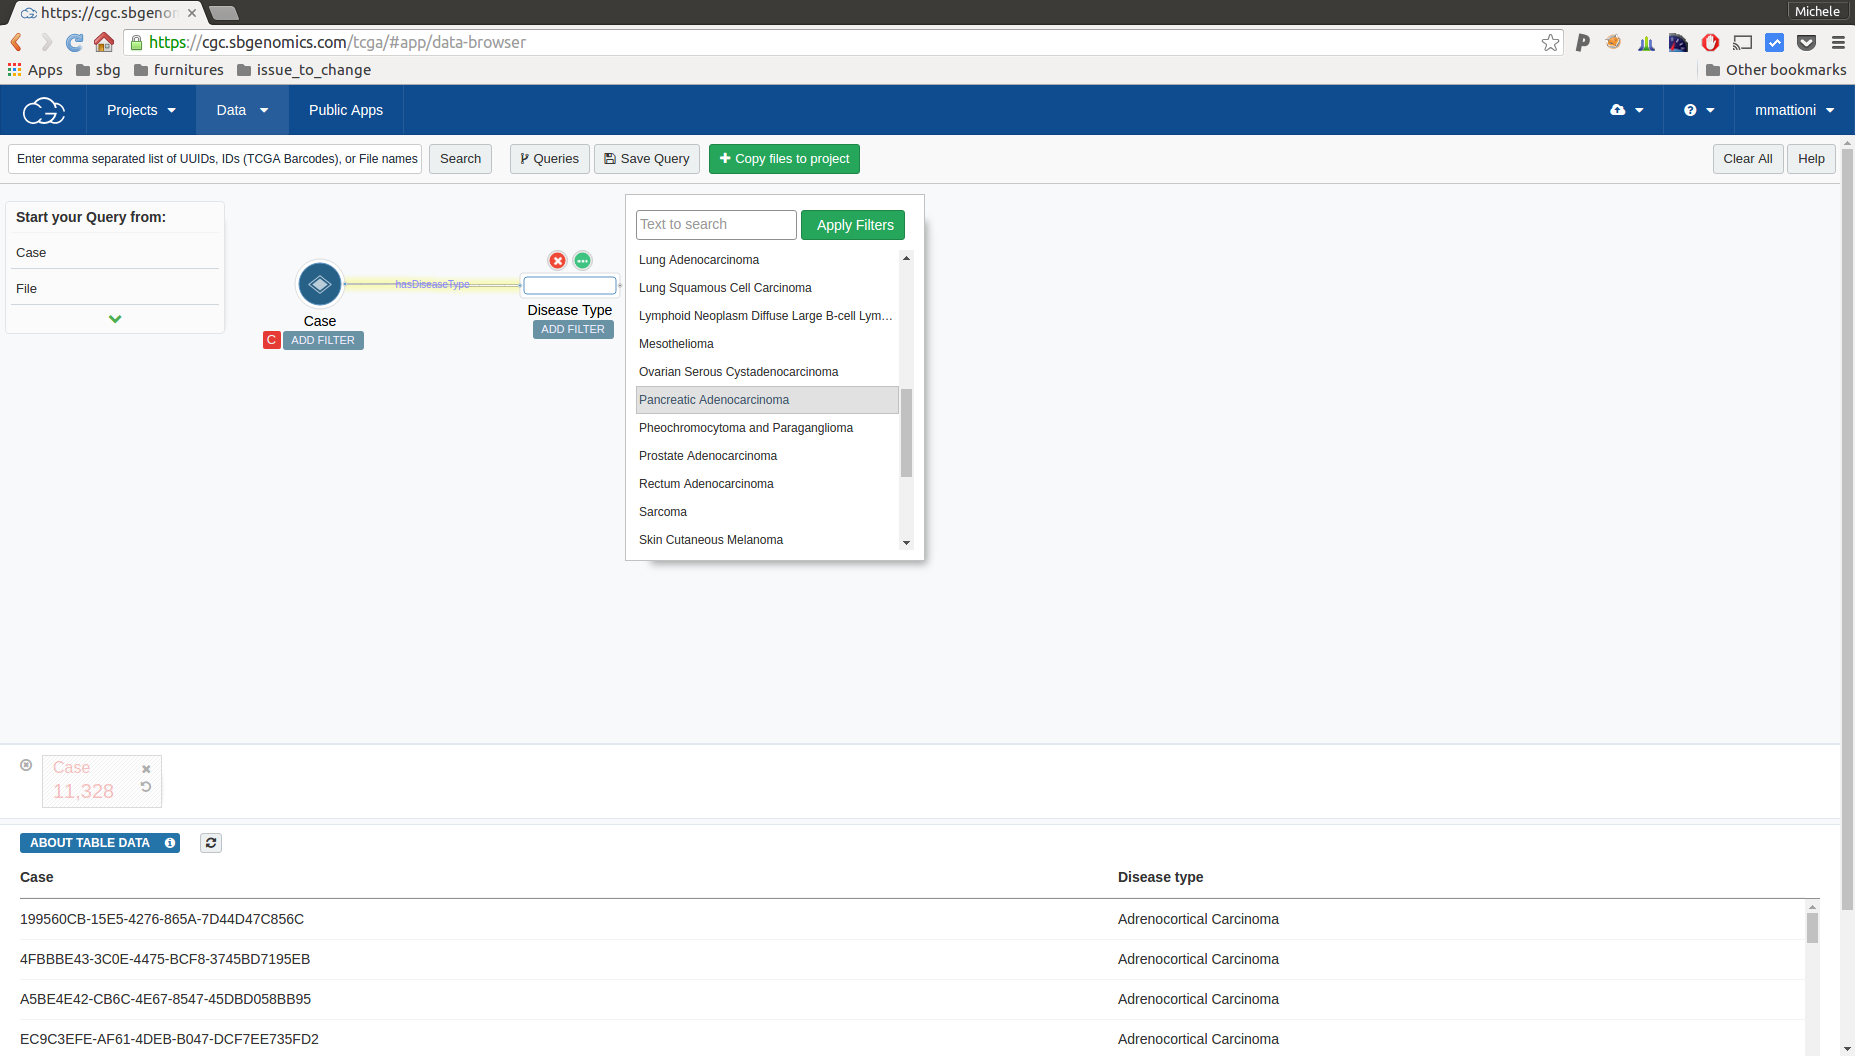 Michele
https://cgc.sbgenom
https://cgc.sbgenomics.com/tcga/#app/data-browser
Apps sbg furnitures issue_to_change Other bookmarks
Projects Data Public Apps mmattioni
Enter comma separated list of UUIDs, IDs (TCGA Barcodes), or File names Search Queries Save Query Copy files to project Clear All Help
Start your Query from:
Case
File
hasDiseaseType
Case
C ADD FILTER
Disease Type
ADD FILTER
Text to search Apply Filters
Lung Adenocarcinoma
Lung Squamous Cell Carcinoma
Lymphoid Neoplasm Diffuse Large B-cell Lym...
Mesothelioma
Ovarian Serous Cystadenocarcinoma
Pancreatic Adenocarcinoma
Pheochromocytoma and Paraganglioma
Prostate Adenocarcinoma
Rectum Adenocarcinoma
Sarcoma
Skin Cutaneous Melanoma
Case
11,328
ABOUT TABLE DATA
Case Disease type
199560CB-15E5-4276-865A-7D44D47C856C Adrenocortical Carcinoma
4FBBBE43-3C0E-4475-BCF8-3745BD7195EB Adrenocortical Carcinoma
A5BE4E42-CB6C-4E67-8547-45DBD058BB95 Adrenocortical Carcinoma
EC9C3EFE-AF61-4DEB-B047-DCF7EE735FD2 Adrenocortical Carcinoma